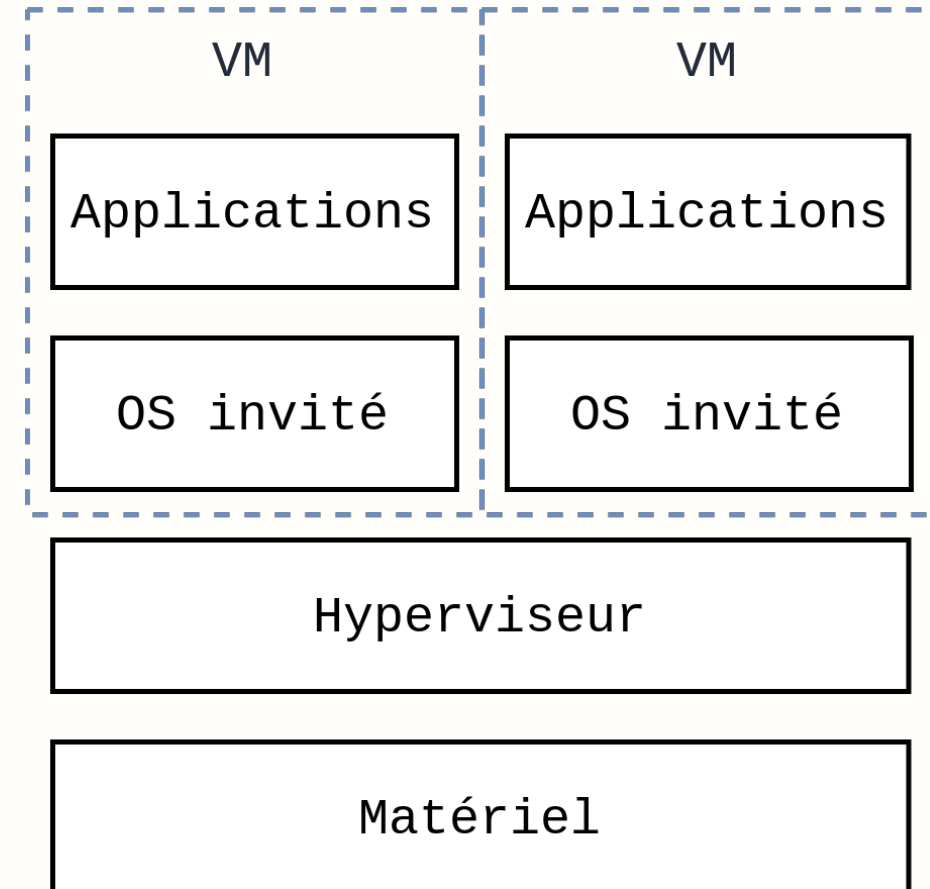 VM
VM
Applications
Applications
OS invité
OS invité
Hyperviseur
Matériel